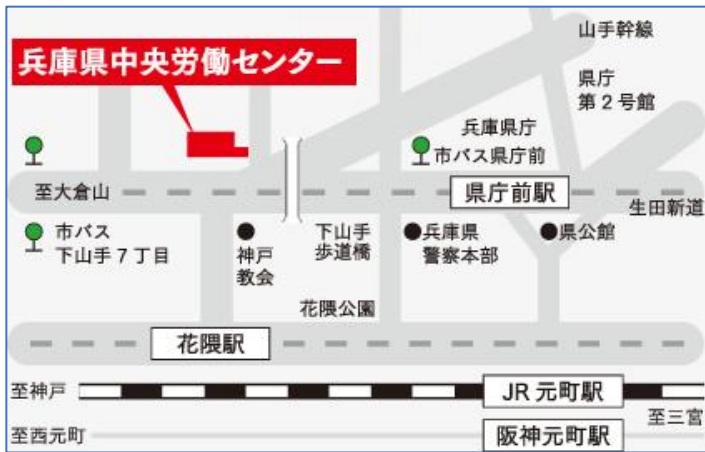 山手幹線
兵庫県中央労働センター
県庁
第2号館
兵庫県庁
市バス県庁前
至大倉山
県庁前駅
生田新道
市バス
下山手7丁目
神戸
教会
下山手
歩道橋
兵庫県
警察本部
県公館
花隈公園
花隈駅
至神戸
JR元町駅
至三宮
至西元町
阪神元町駅